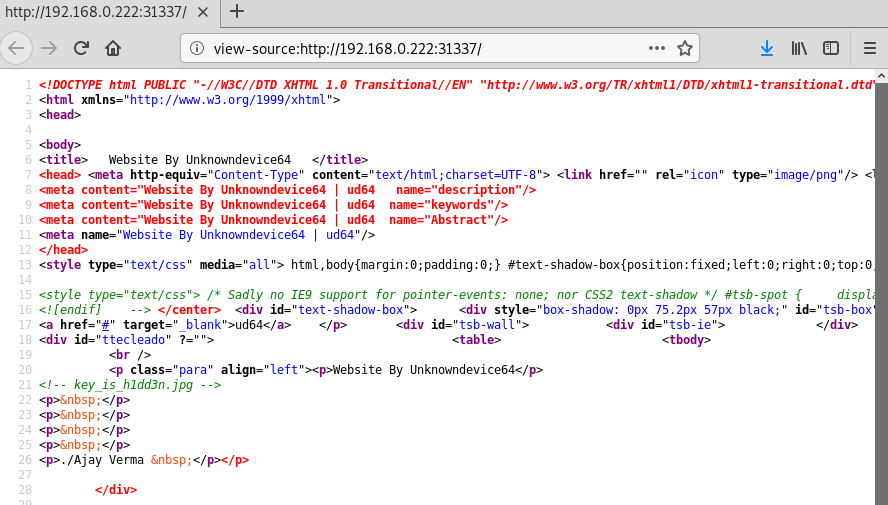 http://192.168.0.222:31337/
view-source:http://192.168.0.222:31337/
1 <!DOCTYPE html PUBLIC "-//W3C//DTD XHTML 1.0 Transitional//EN" "http://www.w3.org/TR/xhtml1/DTD/xhtml1-transitional.dtd"
2 <html xmlns="http://www.w3.org/1999/xhtml">
3 <head>
4
5 <body>
6 <title>   Website By Unknowndevice64   </title>
7 <head> <meta http-equiv="Content-Type" content="text/html;charset=UTF-8"> <link href="" rel="icon" type="image/png"/> <l
8 <meta content="Website By Unknowndevice64 | ud64   name="description"/>
9 <meta content="Website By Unknowndevice64 | ud64  name="keywords"/>
10 <meta content="Website By Unknowndevice64 | ud64  name="Abstract"/>
11 <meta name="Website By Unknowndevice64 | ud64"/>
12 </head>
13 <style type="text/css" media="all"> html,body{margin:0;padding:0;} #text-shadow-box{position:fixed;left:0;right:0;top:0;
14
15 <style type="text/css"> /* Sadly no IE9 support for pointer-events: none; nor CSS2 text-shadow */ #tsb-spot {     displa
16 <![endif]    --> </center>  <div id="text-shadow-box">      <div style="box-shadow: 0px 75.2px 57px black;" id="tsb-box"
17 <a href="#" target="_blank">ud64</a>    </p>       <div id="tsb-wall">            <div id="tsb-ie">             </div>
18 <div id="ttecleado" ?="">                                  <table>                       <tbody>
19 <br />
20 <p class="para" align="left"><p>Website By Unknowndevice64</p>
21 <!-- key_is_h1dd3n.jpg -->
22 <p>&nbsp;</p>
23 <p>&nbsp;</p>
24 <p>&nbsp;</p>
25 <p>&nbsp;</p>
26 <p>./Ajay Verma &nbsp;</p></p>
27
28 </div>
29